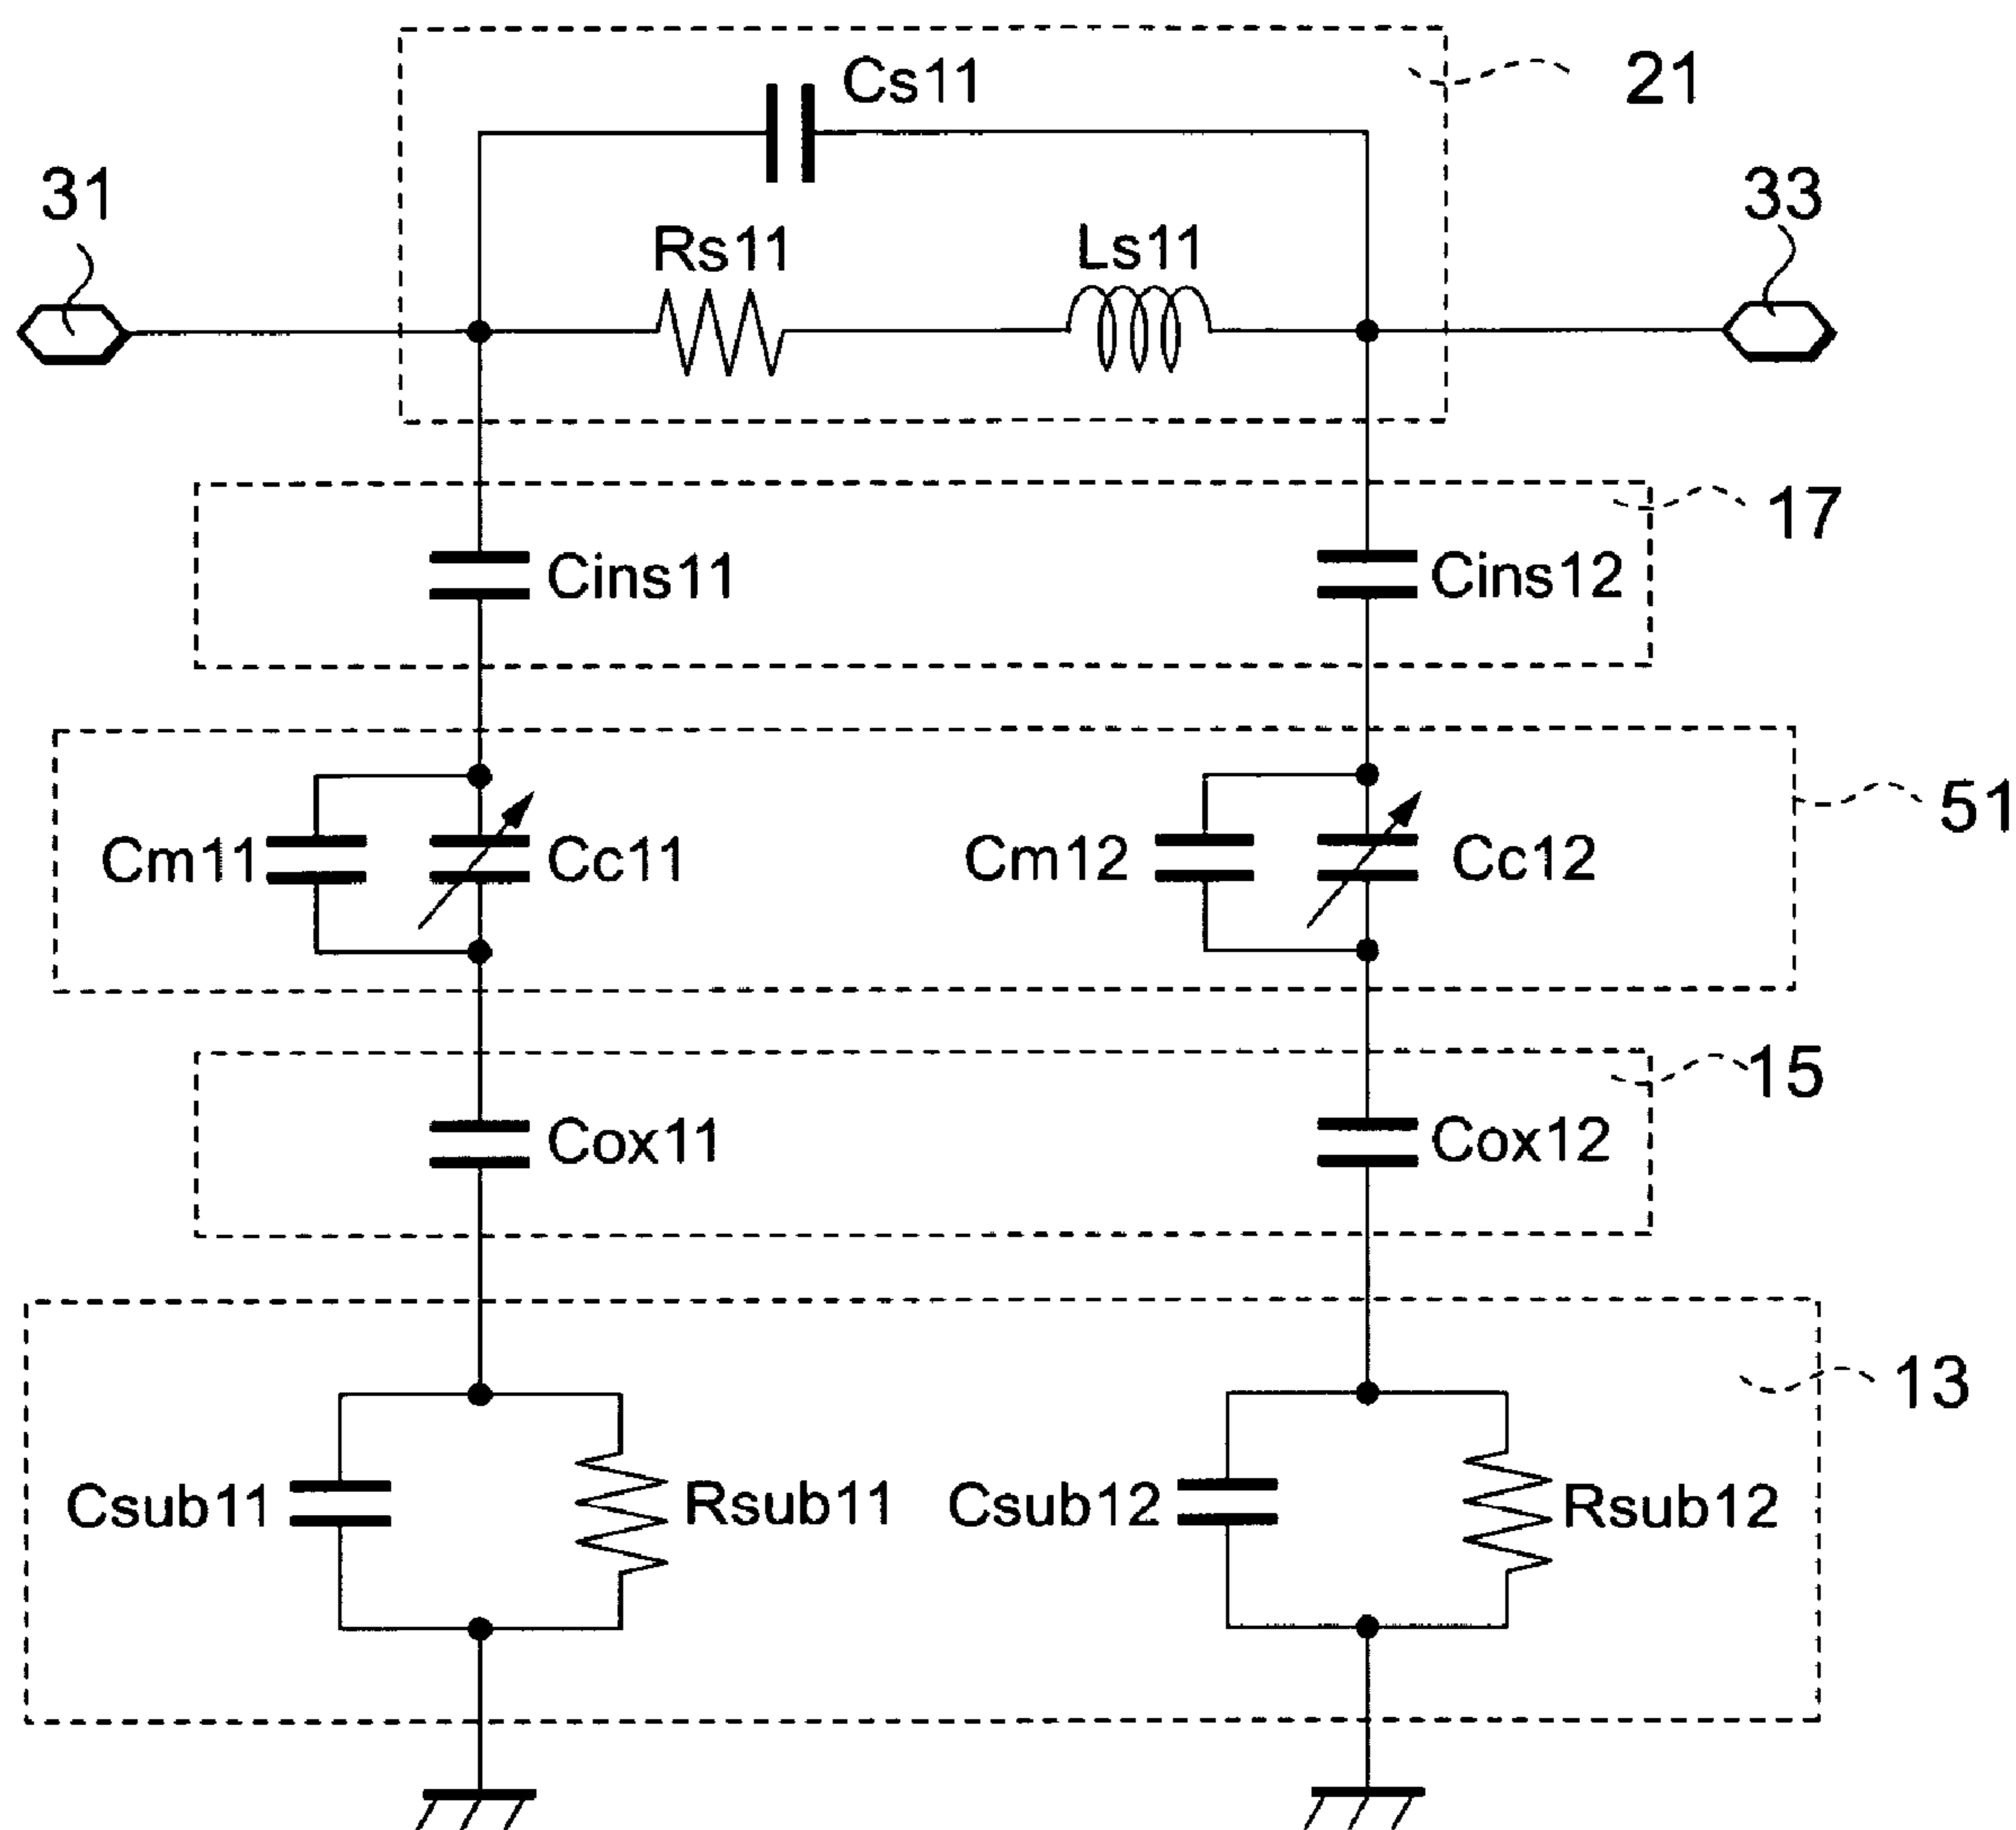 Cs11
21
31
33
Rs11
Ls11
17
Cins11
Cins12
51
Cm11
Cc11
Cm12
Cc12
15
Cox11
Cox12
13
Csub11
Rsub11
Csub12
Rsub12